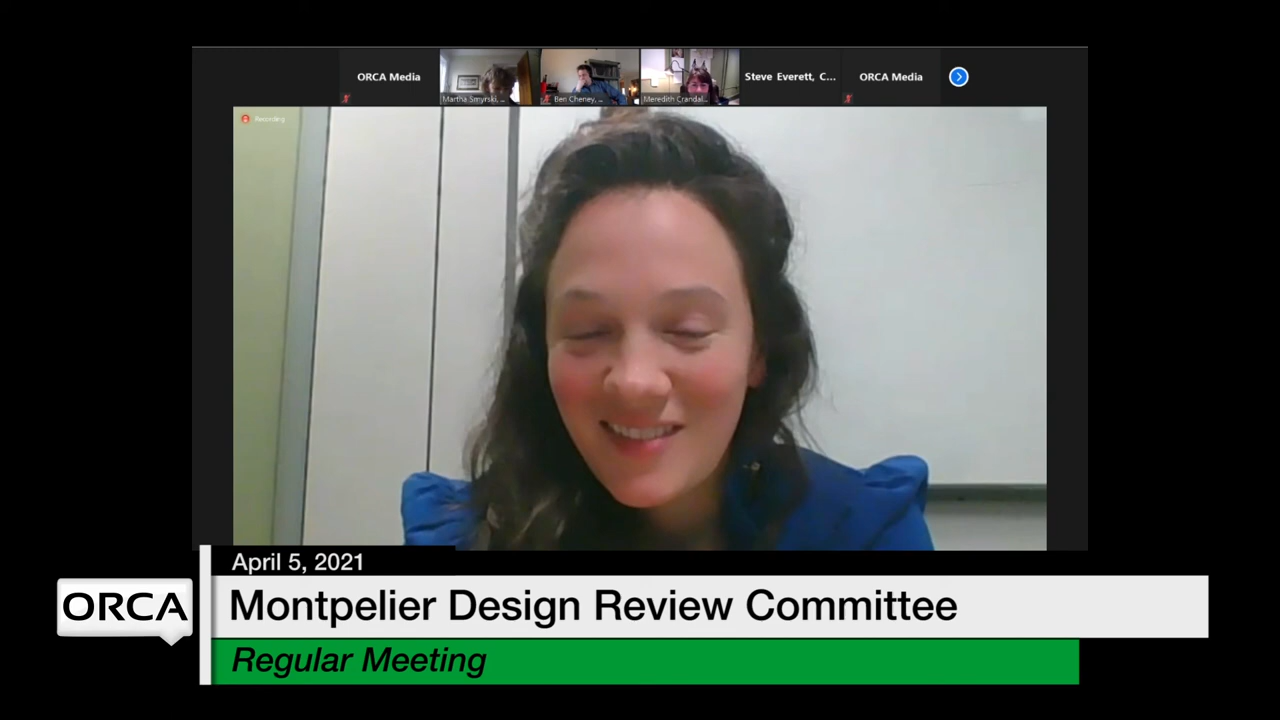 ORCA Media
Martha Smyrski, ...
Ben Cheney, ...
Meredith Crandal...
Steve Everett, C...
ORCA Media
Recording
April 5, 2021
ORCA
Montpelier Design Review Committee
Regular Meeting